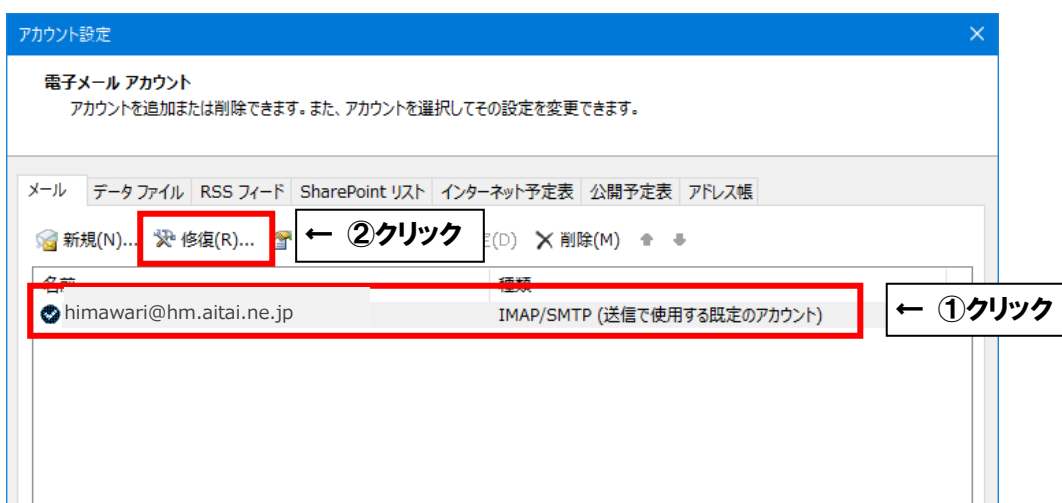 アカウント設定
電子メール アカウント
アカウントを追加または削除できます。また、アカウントを選択してその設定を変更できます。
メール データ ファイル RSS フィード SharePoint リスト インターネット予定表 公開予定表 アドレス帳
新規(N)... 修復(R)... ← ②クリック (D) 削除(M)
名前 種類
himawari@hm.aitai.ne.jp IMAP/SMTP (送信で使用する既定のアカウント) ← ①クリック